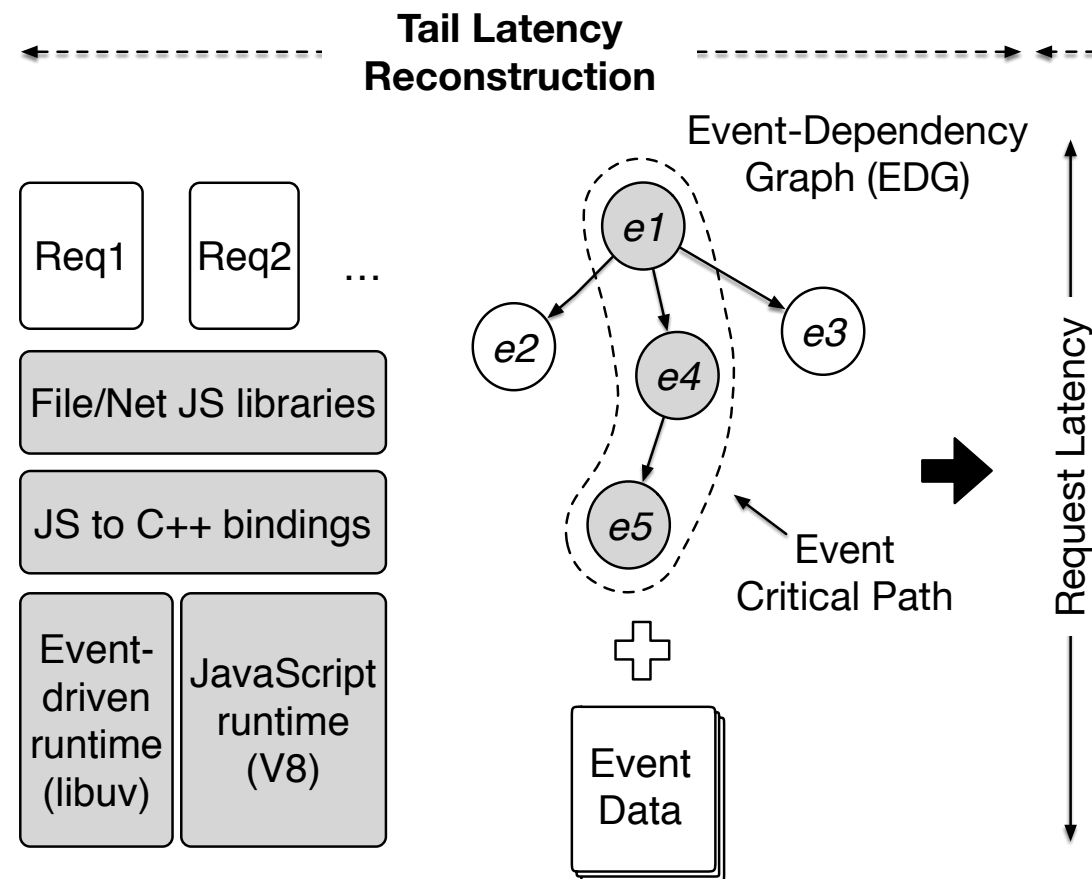 Tail Latency
Reconstruction
Event-Dependency
Graph (EDG)
Req1
Req2
...
e1
e2
e3
e4
e5
File/Net JS libraries
JS to C++ bindings
Event-
driven
runtime
(libuv)
JavaScript
runtime
(V8)
Event
Critical Path
Event
Data
Request Latency